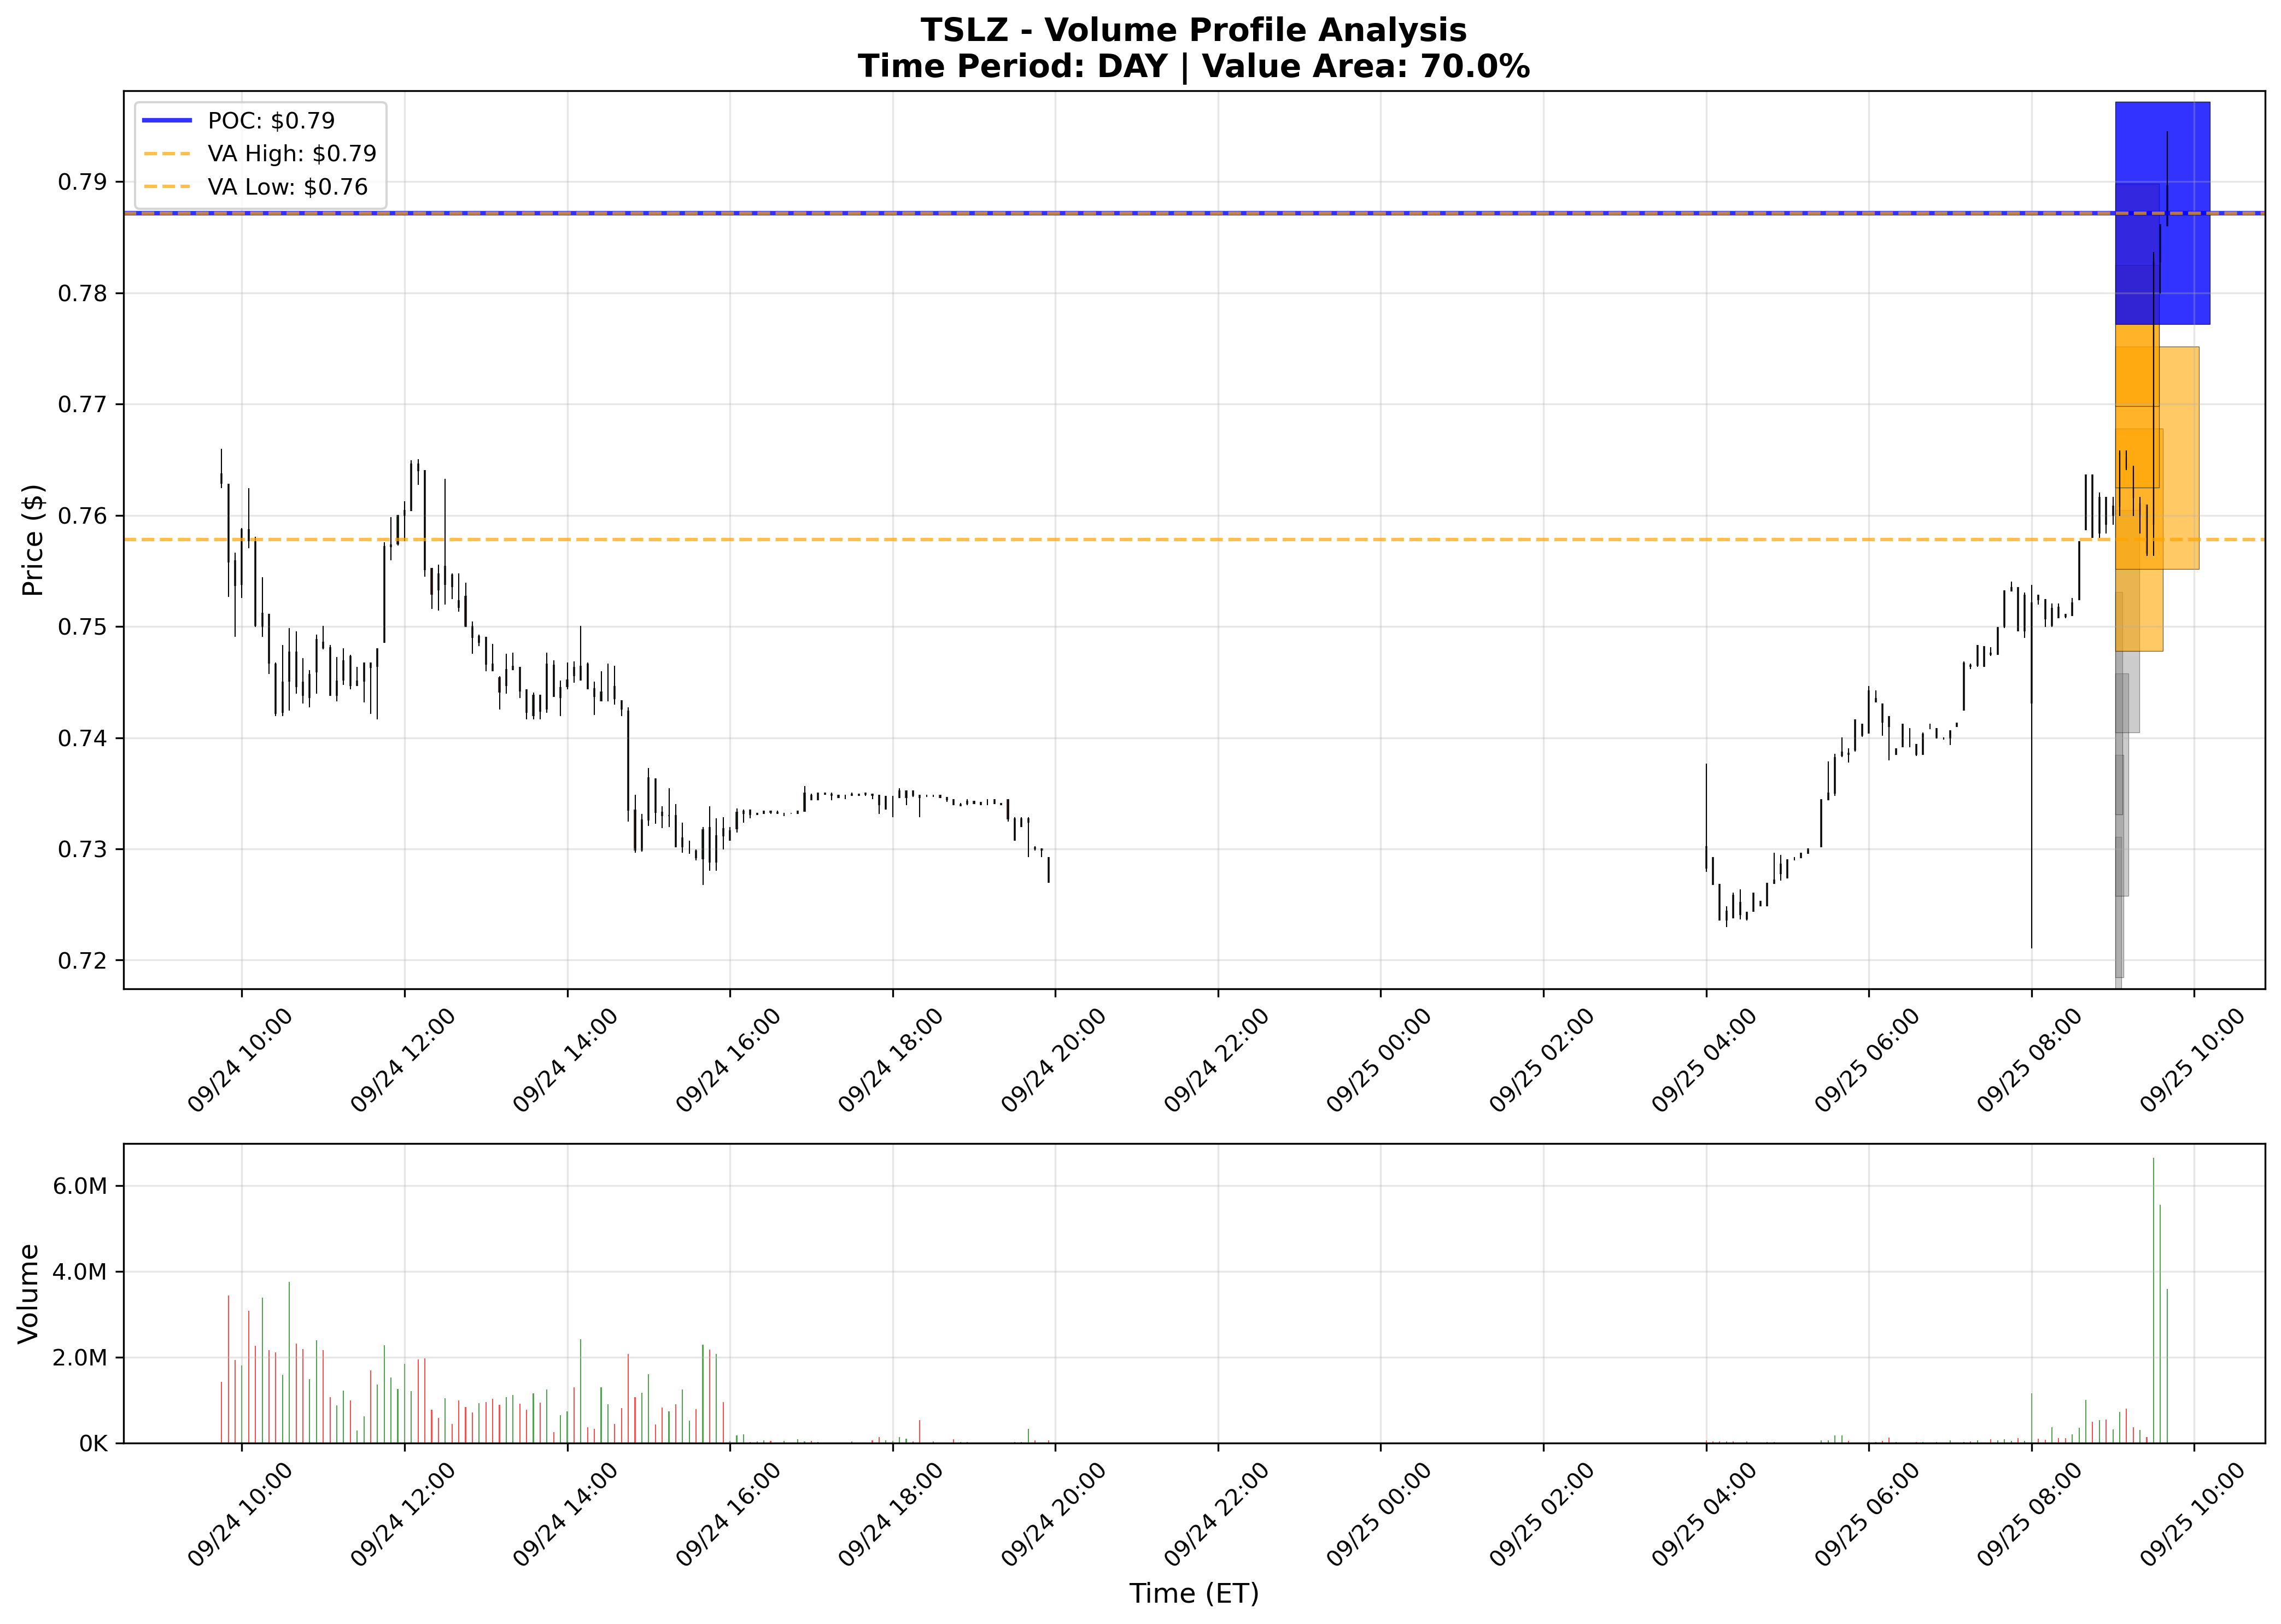 TSLZ - Volume Profile Analysis
Time Period: DAY | Value Area: 70.0%
POC: $0.79
VA High: $0.79
VA Low: $0.76
Price ($)
0.79
0.78
0.77
0.76
0.75
0.74
0.73
0.72
09/24 10:00
09/24 12:00
09/24 14:00
09/24 16:00
09/24 18:00
09/24 20:00
09/24 22:00
09/25 00:00
09/25 02:00
09/25 04:00
09/25 06:00
09/25 08:00
09/25 10:00
Volume
6.0M
4.0M
2.0M
0K
09/24 10:00
09/24 12:00
09/24 14:00
09/24 16:00
09/24 18:00
09/24 20:00
09/24 22:00
09/25 00:00
09/25 02:00
09/25 04:00
09/25 06:00
09/25 08:00
09/25 10:00
Time (ET)